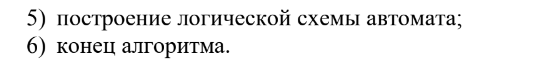 5) построение логической схемы автомата;
6) конец алгоритма.